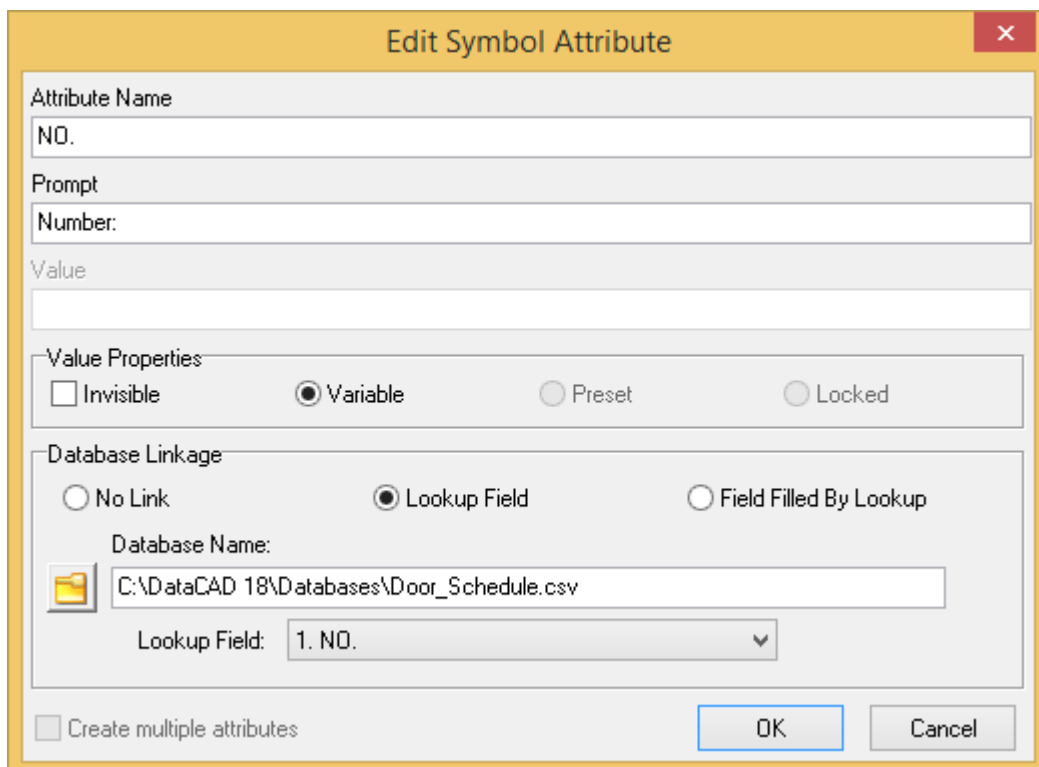 Edit Symbol Attribute
Attribute Name
NO.
Prompt
Number:
Value
Value Properties
Invisible Variable Preset Locked
Database Linkage
No Link Lookup Field Field Filled By Lookup
Database Name:
C:\DataCAD 18\Databases\Door_Schedule.csv
Lookup Field: 1. NO.
Create multiple attributes OK Cancel